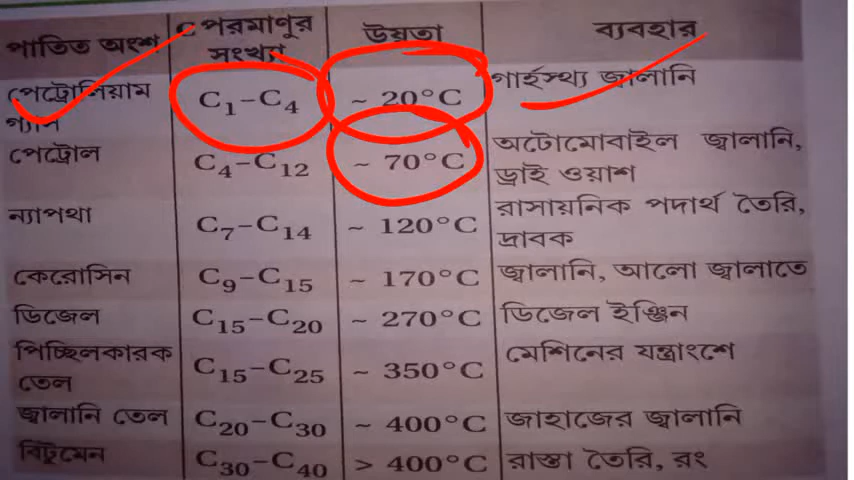 পাতিত অংশ C পরমাণুর সংখ্যা উষ্ণতা ব্যবহার
পেট্রোলিয়াম গ্যাস C₁–C₄ ~ 20°C গার্হস্থ্য জ্বালানি
পেট্রোল C₄–C₁₂ ~ 70°C অটোমোবাইল জ্বালানি, ড্রাই ওয়াশ
ন্যাপথা C₇–C₁₄ ~ 120°C রাসায়নিক পদার্থ তৈরি, দ্রাবক
কেরোসিন C₉–C₁₅ ~ 170°C জ্বালানি, আলো জ্বালাতে
ডিজেল C₁₅–C₂₀ ~ 270°C ডিজেল ইঞ্জিন
পিচ্ছিলকারক তেল C₁₅–C₂₅ ~ 350°C মেশিনের যন্ত্রাংশে
জ্বালানি তেল C₂₀–C₃₀ ~ 400°C জাহাজের জ্বালানি
বিটুমেন C₃₀–C₄₀ > 400°C রাস্তা তৈরি, রং